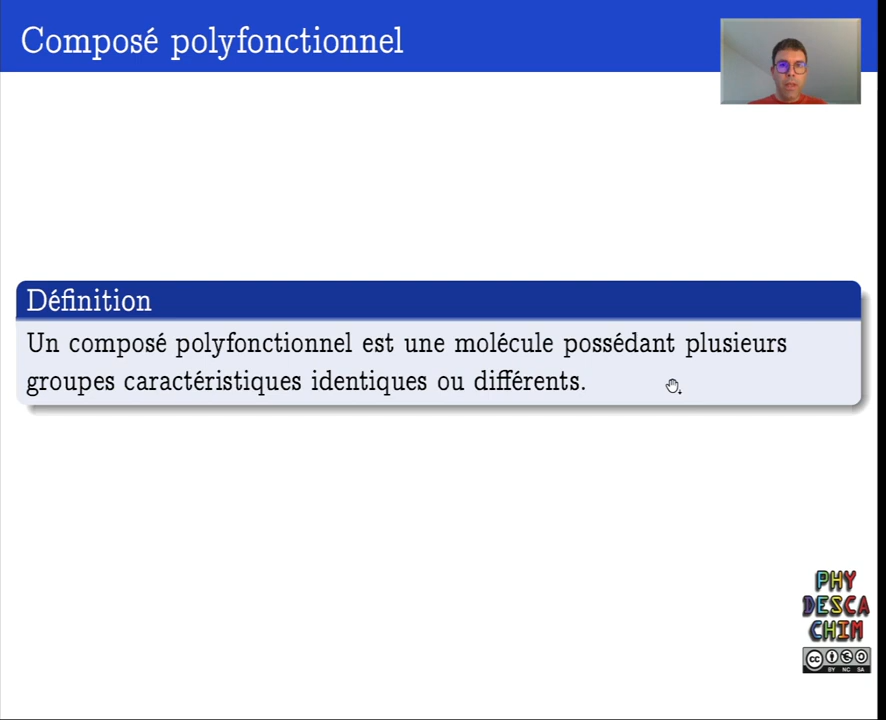 Composé polyfonctionnel
Définition
Un composé polyfonctionnel est une molécule possédant plusieurs
groupes caractéristiques identiques ou différents.
PHY
DESCA
CHIM
cc
BY NC SA